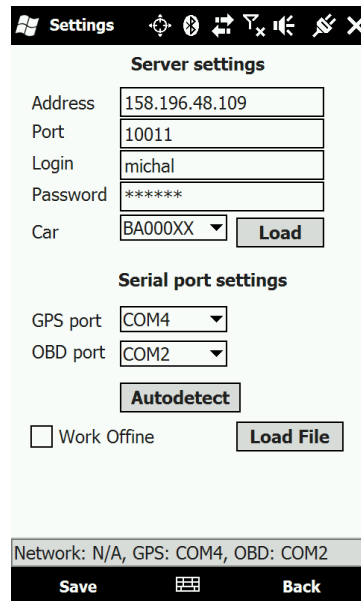 Settings
Server settings
Address 158.196.48.109
Port 10011
Login michal
Password ******
Car BA000XX Load
Serial port settings
GPS port COM4
OBD port COM2
Autodetect
Work Offine Load File
Network: N/A, GPS: COM4, OBD: COM2
Save Back